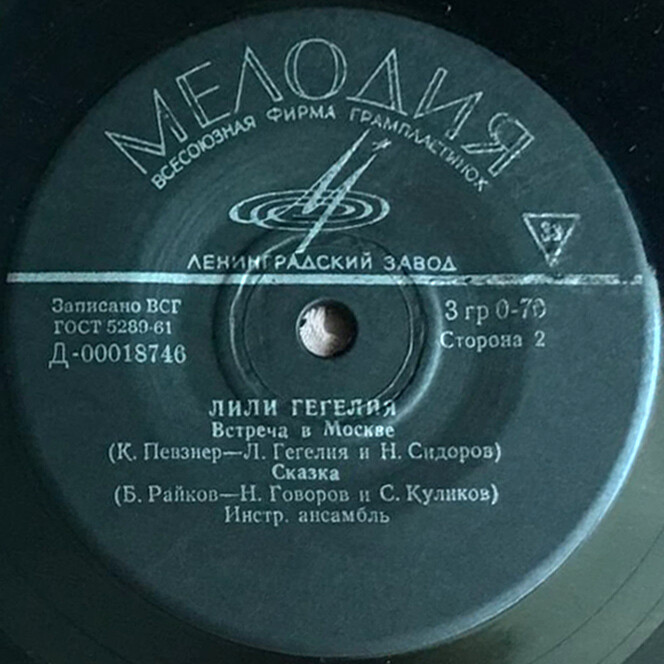 МЕЛОДИЯ
ВСЕСОЮЗНАЯ ФИРМА ГРАМПЛАСТИНОК
ЛЕНИНГРАДСКИЙ ЗАВОД
33
Записано ВСГ
ГОСТ 5289-61
Д-00018746
3 гр 0-70
Сторона 2
ЛИЛИ ГЕГЕЛИЯ
Встреча в Москве
(К. Певзнер—Л. Гегелия и Н. Сидоров)
Сказка
(Б. Райков—Н. Говоров и С. Куликов)
Инстр. ансамбль